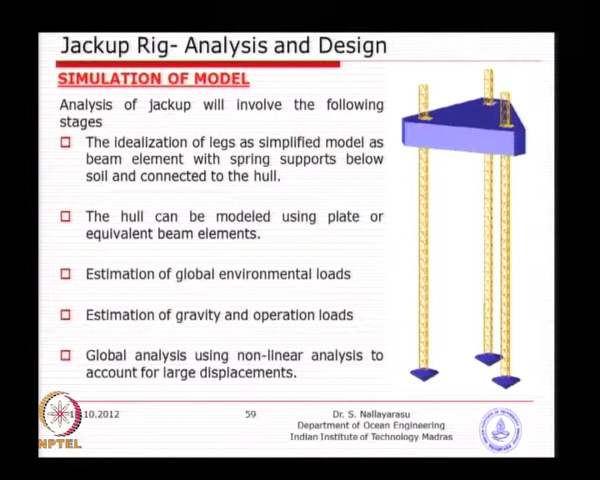 Jackup Rig- Analysis and Design
SIMULATION OF MODEL
Analysis of jackup will involve the following
stages
The idealization of legs as simplified model as
beam element with spring supports below
soil and connected to the hull.
The hull can be modeled using plate or
equivalent beam elements.
Estimation of global environmental loads
Estimation of gravity and operation loads
Global analysis using non-linear analysis to
account for large displacements.
.10.2012
59
Dr. S. Nallayarasu
Department of Ocean Engineering
Indian Institute of Technology Madras
NPTEL